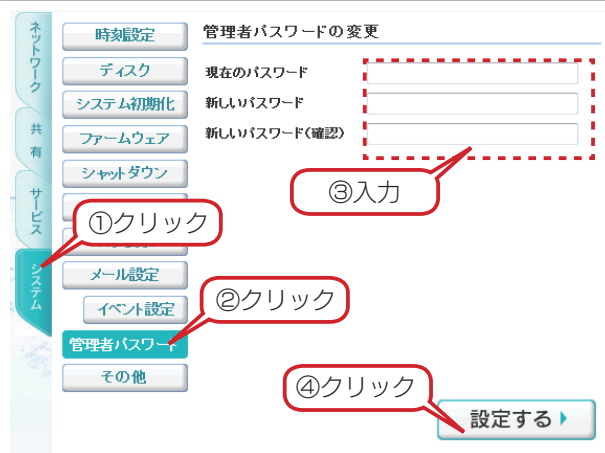 ネットワーク
共有
サービス
システム
時刻設定
ディスク
システム初期化
ファームウェア
シャットダウン
メール設定
イベント設定
管理者パスワード
その他
管理者パスワードの変更
現在のパスワード
新しいパスワード
新しいパスワード(確認)
③入力
①クリック
②クリック
④クリック
設定する